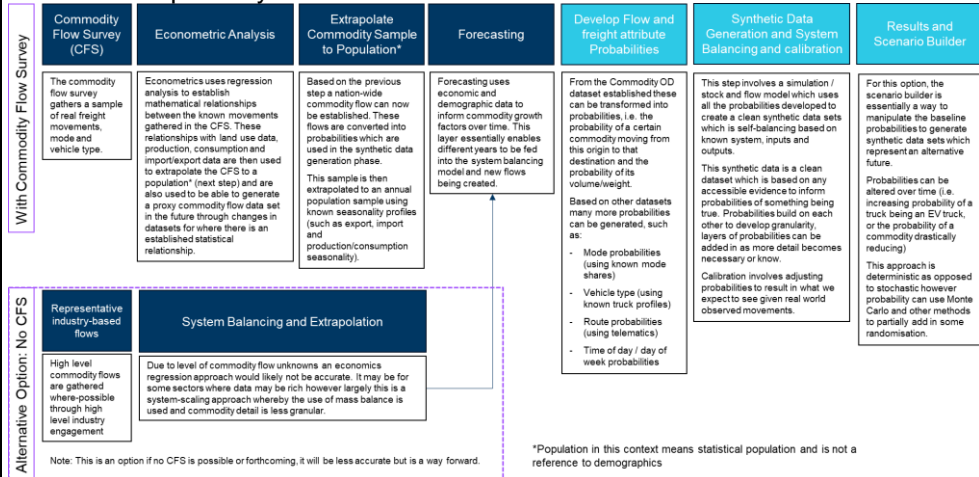 With Commodity Flow Survey
Commodity
Flow Survey
(CFS)
The commodity
flow survey
gathers a sample
of real freight
movements,
mode and
vehicle type.
Econometric Analysis
Econometrics uses regression
analysis to establish
mathematical relationships
between the known movements
gathered in the CFS. These
relationships with land use data,
production, consumption and
import/export data are then used
to extrapolate the CFS to a
population* (next step) and are
also used to be able to generate
a proxy commodity flow data set
in the future through changes in
datasets for where there is an
established statistical
relationship.
Extrapolate
Commodity Sample
to Population*
Based on the previous
step a nation-wide
commodity flow can now
be established. These
flows are converted into
probabilities which are
used in the synthetic data
generation phase.
This sample is then
extrapolated to an annual
population sample using
known seasonality profiles
(such as export, import
and
production/consumption
seasonality).
Forecasting
Forecasting uses
economic and
demographic data to
inform commodity growth
factors over time. This
layer essentially enables
different years to be fed
into the system balancing
model and new flows
being created.
Develop Flow and
freight attribute
Probabilities
From the Commodity OD
dataset established these
can be transformed into
probabilities, i.e. the
probability of a certain
commodity moving from
this origin to that
destination and the
probability of its
volume/weight.
Based on other datasets
many more probabilities
can be generated, such
as:
- Mode probabilities
(using known mode
shares)
- Vehicle type (using
known truck profiles)
- Route probabilities
(using telematics)
- Time of day / day of
week probabilities
Synthetic Data
Generation and System
Balancing and calibration
This step involves a simulation /
stock and flow model which uses
all the probabilities developed to
create a clean synthetic data sets
which is self-balancing based on
known system, inputs and
outputs.
This synthetic data is a clean
dataset which is based on any
accessible evidence to inform
probabilities of something being
true. Probabilities build on each
other to develop granularity,
layers of probabilities can be
added in as more detail becomes
necessary or know.
Calibration involves adjusting
probabilities to result in what we
expect to see given real world
observed movements.
Results and
Scenario Builder
For this option, the
scenario builder is
essentially a way to
manipulate the baseline
probabilities to generate
synthetic data sets which
represent an alternative
future.
Probabilities can be
altered over time (i.e.
increasing probability of a
truck being an EV truck,
or the probability of a
commodity drastically
reducing)
This approach is
deterministic as opposed
to stochastic however
probability can use Monte
Carlo and other methods
to partially add in some
randomisation.
Alternative Option: No CFS
Representative
industry-based
flows
High level
commodity flows
are gathered
where-possible
through high
level industry
engagement
System Balancing and Extrapolation
Due to level of commodity flow unknowns an economics
regression approach would likely not be accurate. It may be for
some sectors where data may be rich however largely this is a
system-scaling approach whereby the use of mass balance is
used and commodity detail is less granular.
Note: This is an option if no CFS is possible or forthcoming, it will be less accurate but is a way forward.
*Population in this context means statistical population and is not a
reference to demographics